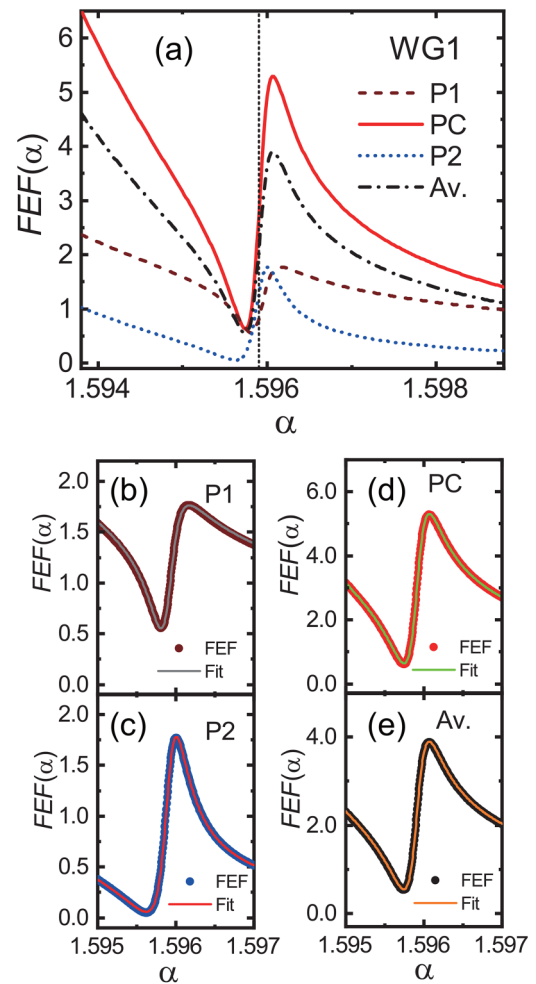 (a)
WG1
P1
PC
P2
Av.
FEF(α)
6
5
4
3
2
1
0
1.594
1.596
1.598
α
(b)
P1
FEF(α)
2.0
1.5
1.0
0.5
0.0
FEF
Fit
(d)
PC
FEF(α)
6.0
4.0
2.0
0.0
FEF
Fit
(c)
P2
FEF(α)
2.0
1.5
1.0
0.5
0.0
FEF
Fit
1.595
1.596
1.597
α
(e)
Av.
FEF(α)
4.0
2.0
0.0
FEF
Fit
1.595
1.596
1.597
α